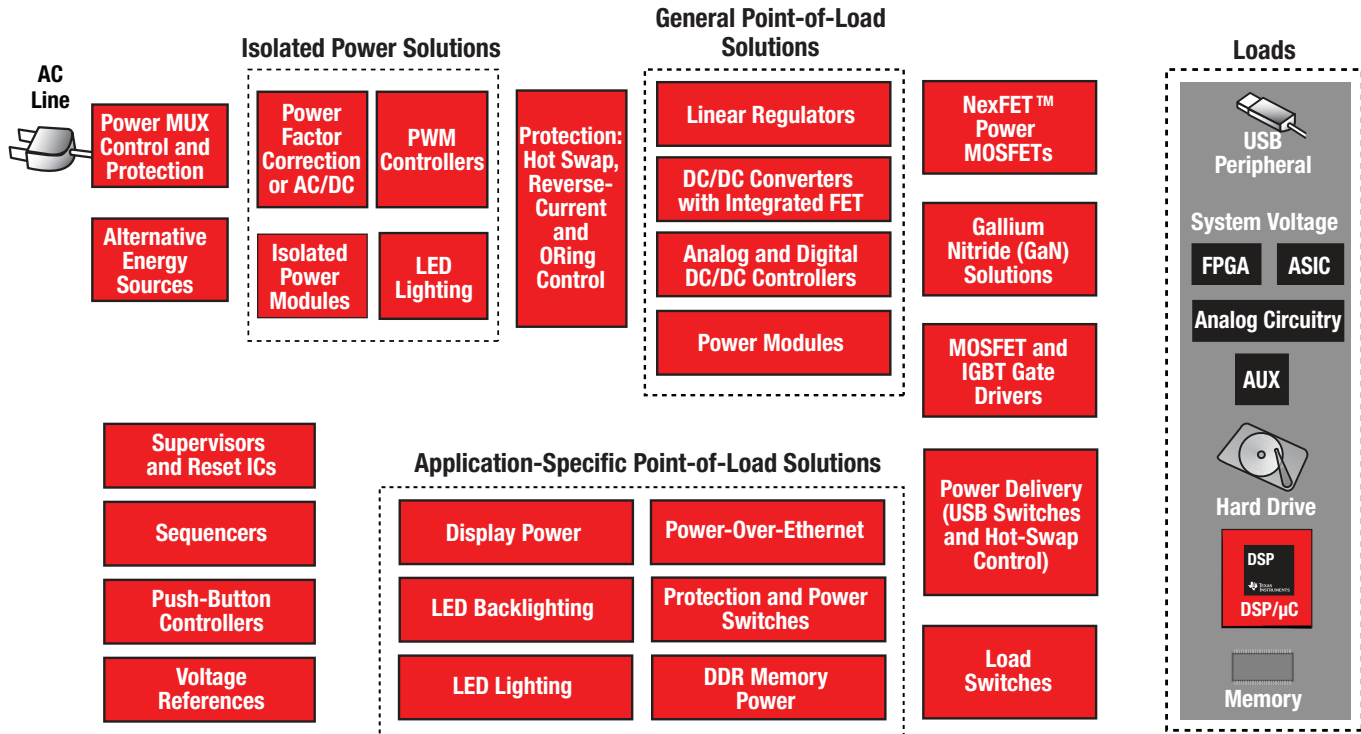 AC
Line
Power MUX
Control and
Protection
Alternative
Energy
Sources
Isolated Power Solutions
Power
Factor
Correction
or AC/DC
PWM
Controllers
Isolated
Power
Modules
LED
Lighting
Protection:
Hot Swap,
Reverse-
Current
and
ORing
Control
General Point-of-Load
Solutions
Linear Regulators
DC/DC Converters
with Integrated FET
Analog and Digital
DC/DC Controllers
Power Modules
NexFET™
Power
MOSFETs
Gallium
Nitride (GaN)
Solutions
MOSFET and
IGBT Gate
Drivers
Supervisors
and Reset ICs
Sequencers
Push-Button
Controllers
Voltage
References
Application-Specific Point-of-Load Solutions
Display Power
Power-Over-Ethernet
LED Backlighting
Protection and Power
Switches
LED Lighting
DDR Memory
Power
Power Delivery
(USB Switches
and Hot-Swap
Control)
Load
Switches
Loads
USB
Peripheral
System Voltage
FPGA
ASIC
Analog Circuitry
AUX
Hard Drive
DSP
Texas
Instruments
DSP/µC
Memory